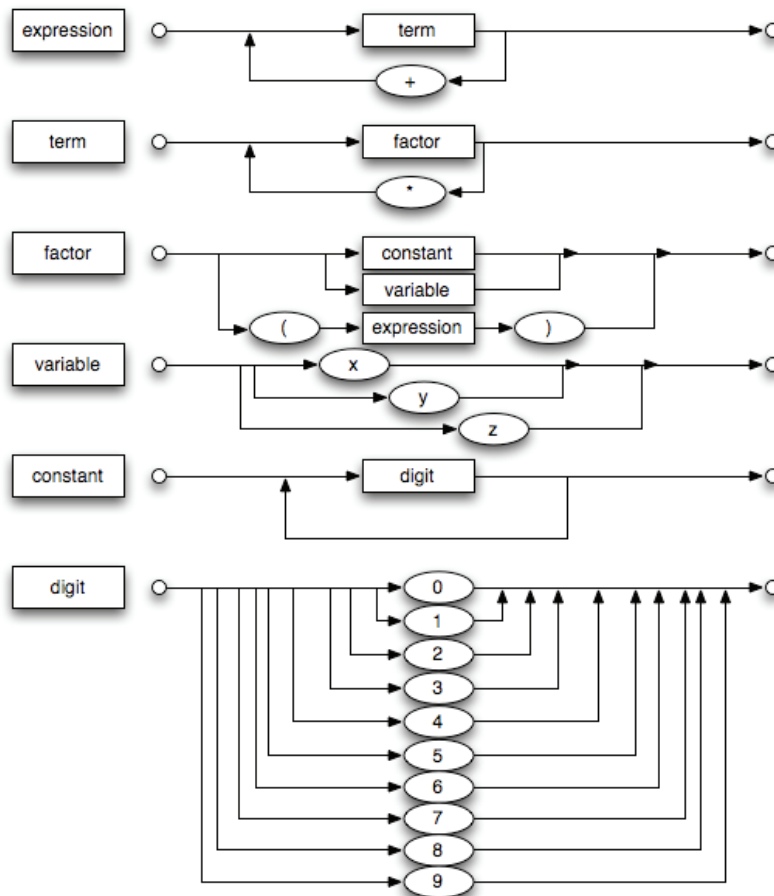 expression term
+
term factor
*
factor constant
variable
( expression )
variable x
y
z
constant digit
digit 0
1
2
3
4
5
6
7
8
9